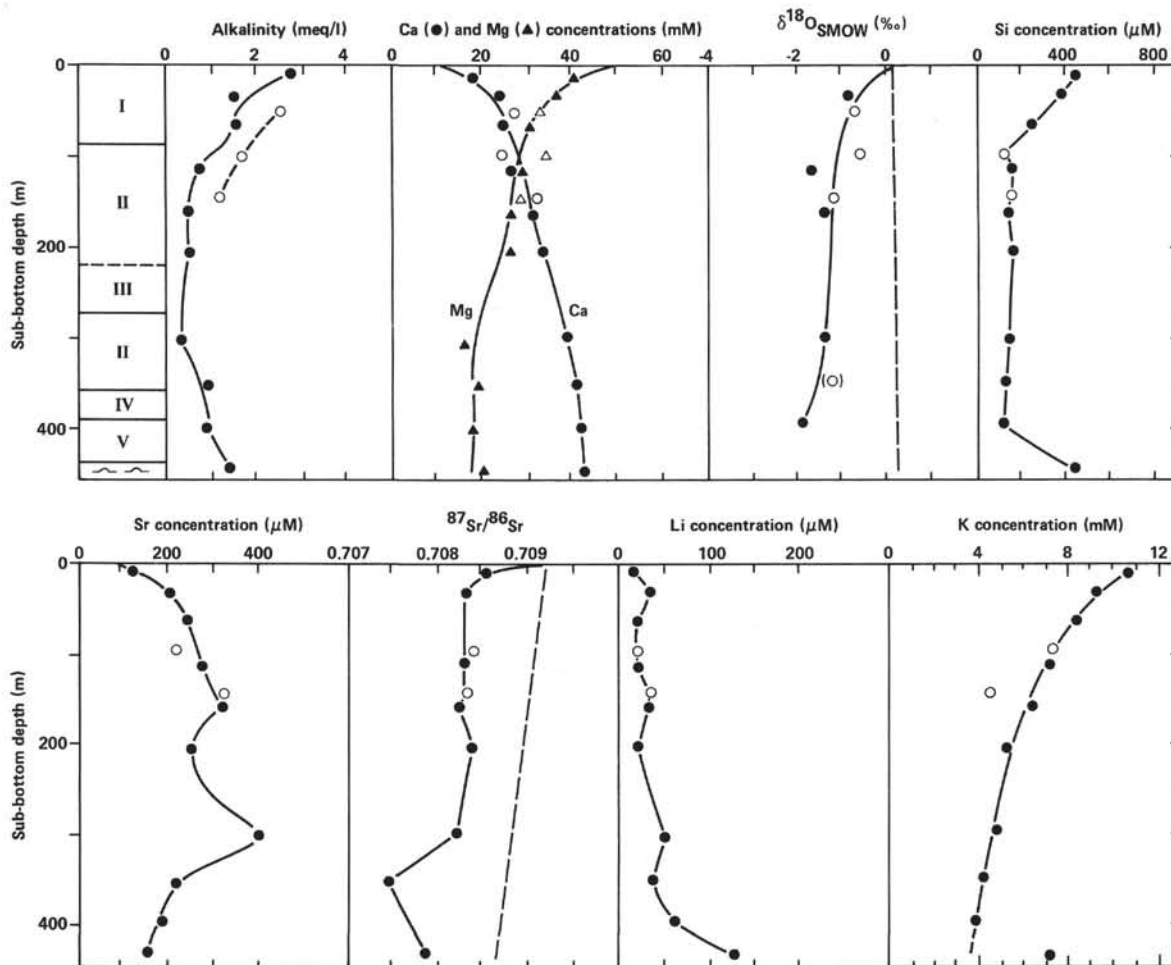 Alkalinity (meq/l)
0 2 4
Ca (●) and Mg (▲) concentrations (mM)
0 20 40 60
δ18OSMOW (‰)
-4 -2 0
Si concentration (μM)
0 400 800
Sub-bottom depth (m)
0
200
400
I
II
III
II
IV
V
Mg
Ca
Sr concentration (μM)
0 200 400
87Sr/86Sr
0.707 0.708 0.709
Li concentration (μM)
0 100 200
K concentration (mM)
0 4 8 12
Sub-bottom depth (m)
0
200
400